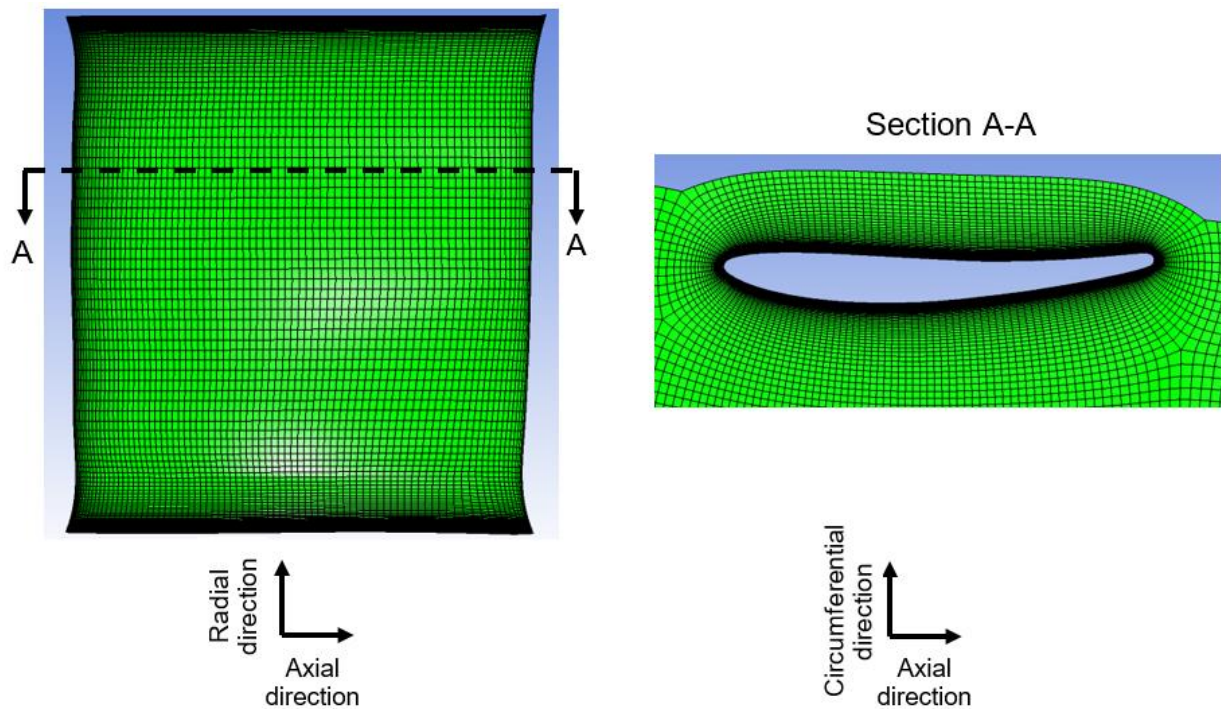 Section A-A
A
A
Radial
direction
Axial
direction
Circumferential
direction
Axial
direction